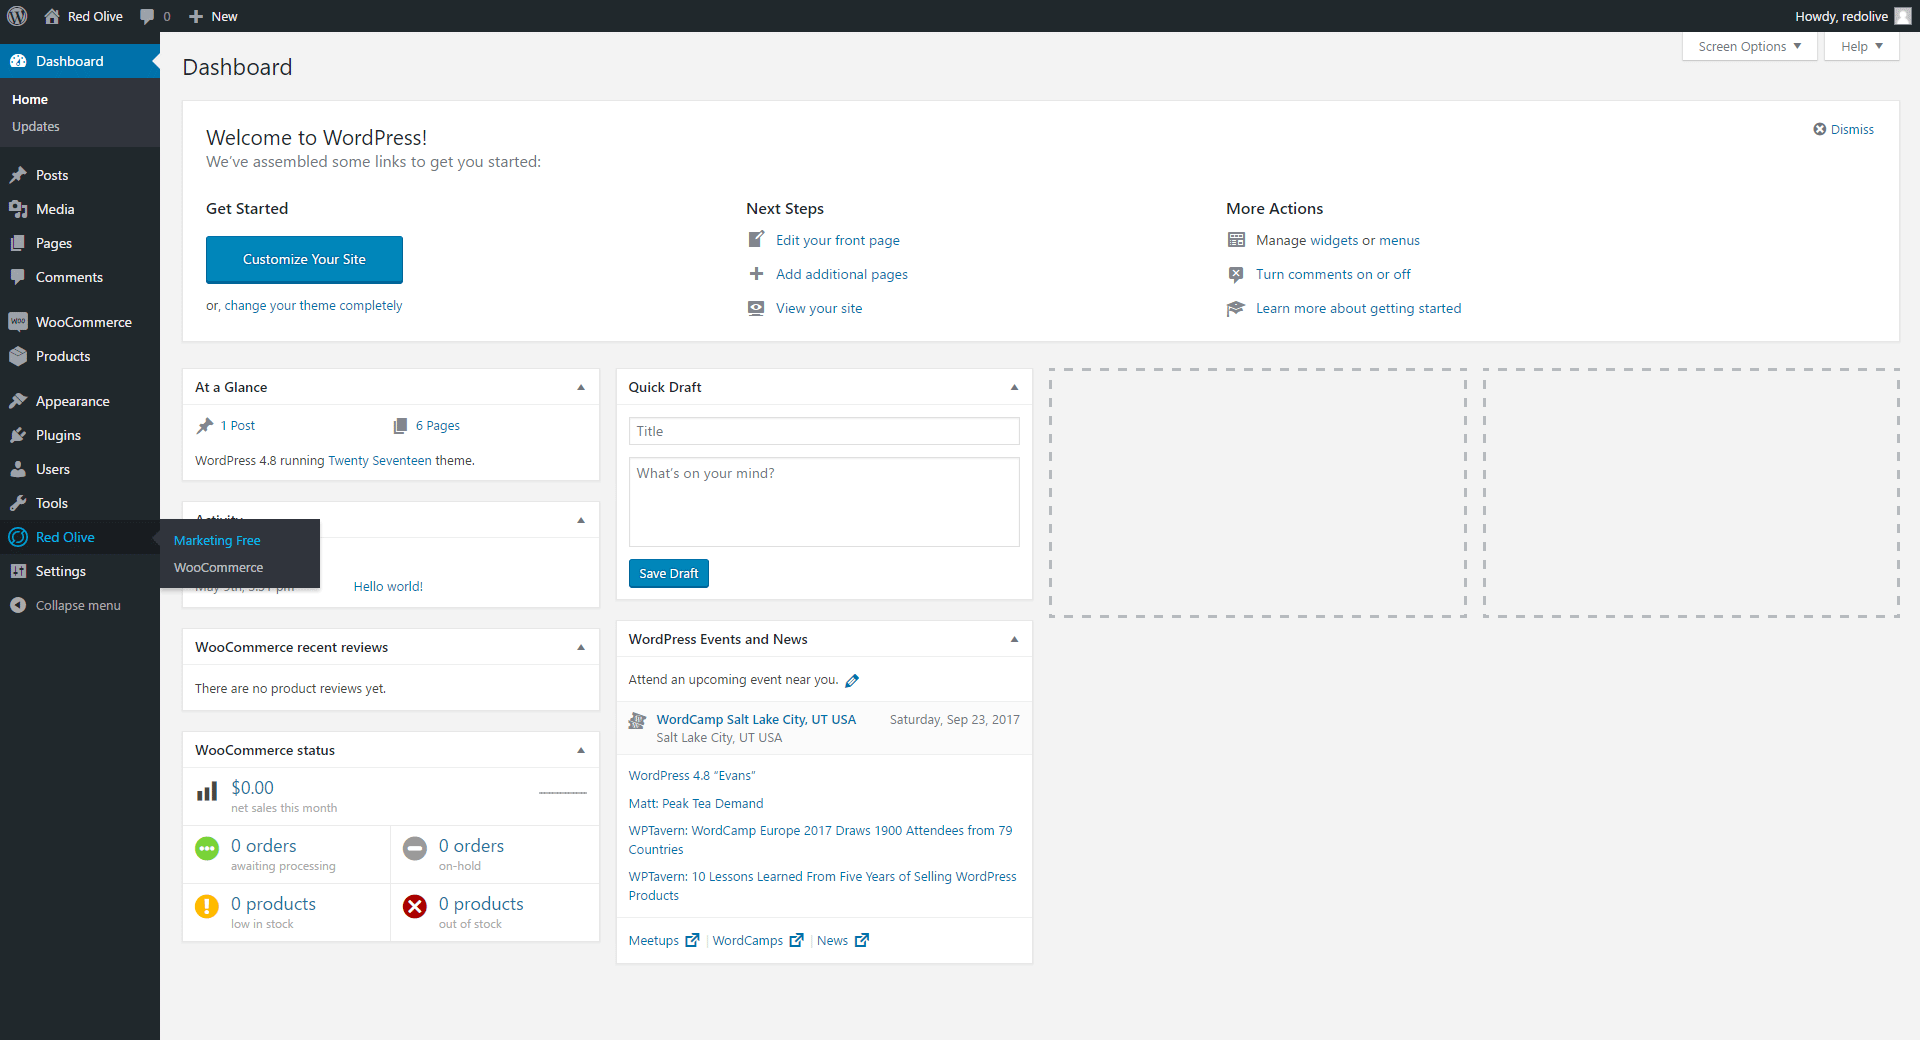 Red Olive
0
New
Howdy, redolive
Dashboard
Home
Updates
Posts
Media
Pages
Comments
WooCommerce
Products
Appearance
Plugins
Users
Tools
Red Olive
Settings
Collapse menu
Marketing Free
WooCommerce
Screen Options
Help
Dashboard
Welcome to WordPress!
We've assembled some links to get you started:
Dismiss
Get Started
Customize Your Site
or, change your theme completely
Next Steps
Edit your front page
Add additional pages
View your site
More Actions
Manage widgets or menus
Turn comments on or off
Learn more about getting started
At a Glance
1 Post
6 Pages
WordPress 4.8 running Twenty Seventeen theme.
Activity
Hello world!
WooCommerce recent reviews
There are no product reviews yet.
WooCommerce status
$0.00
net sales this month
0 orders
awaiting processing
0 orders
on-hold
0 products
low in stock
0 products
out of stock
Quick Draft
Title
What's on your mind?
Save Draft
WordPress Events and News
Attend an upcoming event near you.
WordCamp Salt Lake City, UT USA
Saturday, Sep 23, 2017
Salt Lake City, UT USA
WordPress 4.8 “Evans”
Matt: Peak Tea Demand
WPTavern: WordCamp Europe 2017 Draws 1900 Attendees from 79
Countries
WPTavern: 10 Lessons Learned From Five Years of Selling WordPress
Products
Meetups | WordCamps | News